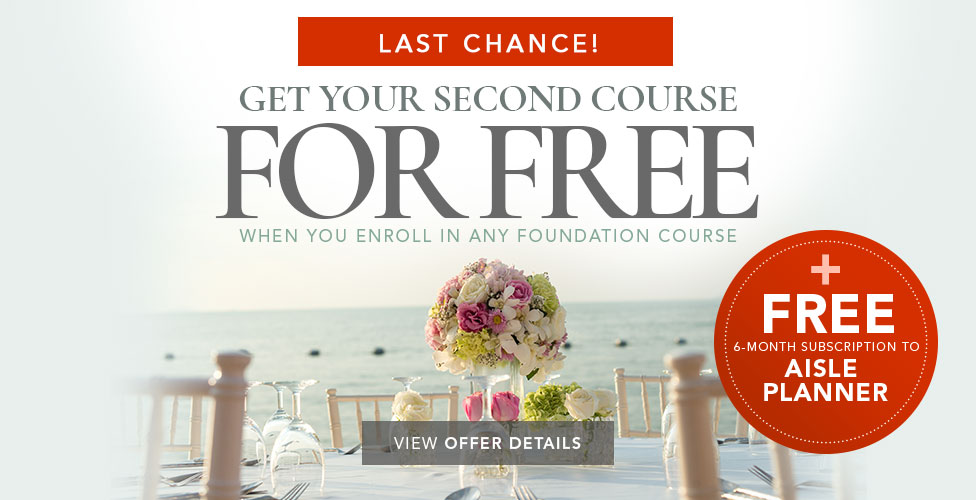 LAST CHANCE!
GET YOUR SECOND COURSE
FOR FREE
WHEN YOU ENROLL IN ANY FOUNDATION COURSE
+
FREE
6-MONTH SUBSCRIPTION TO
AISLE
PLANNER
VIEW OFFER DETAILS